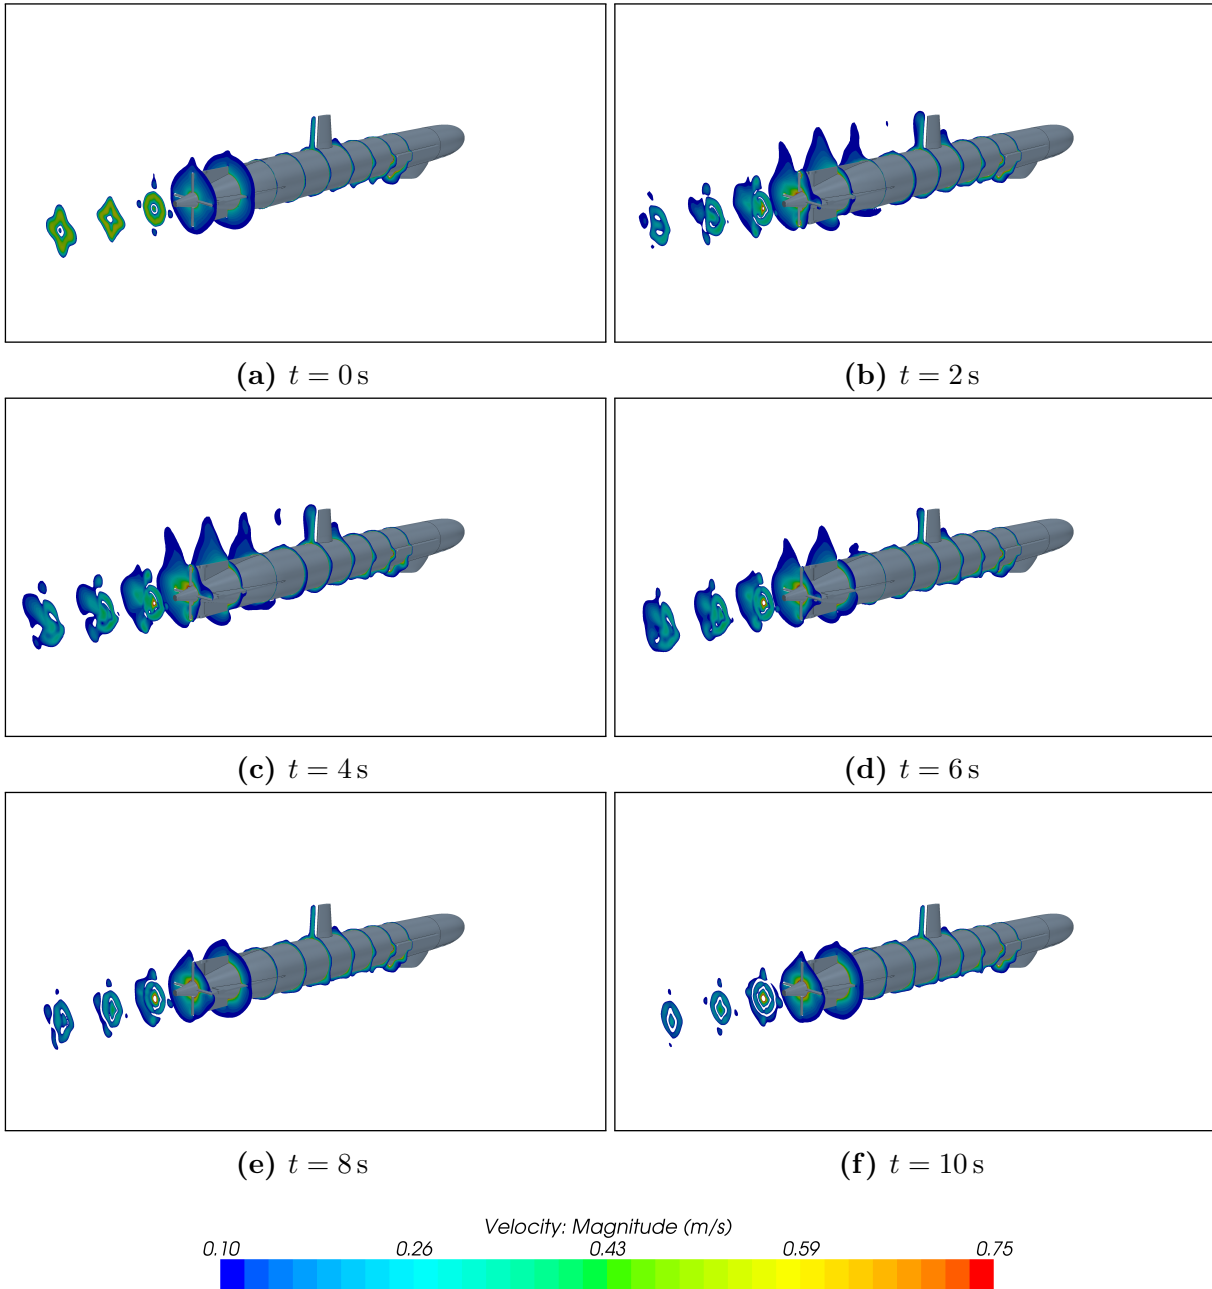 (a) t = 0 s
(b) t = 2 s
(c) t = 4 s
(d) t = 6 s
(e) t = 8 s
(f) t = 10 s
Velocity: Magnitude (m/s)
0.10 0.26 0.43 0.59 0.75